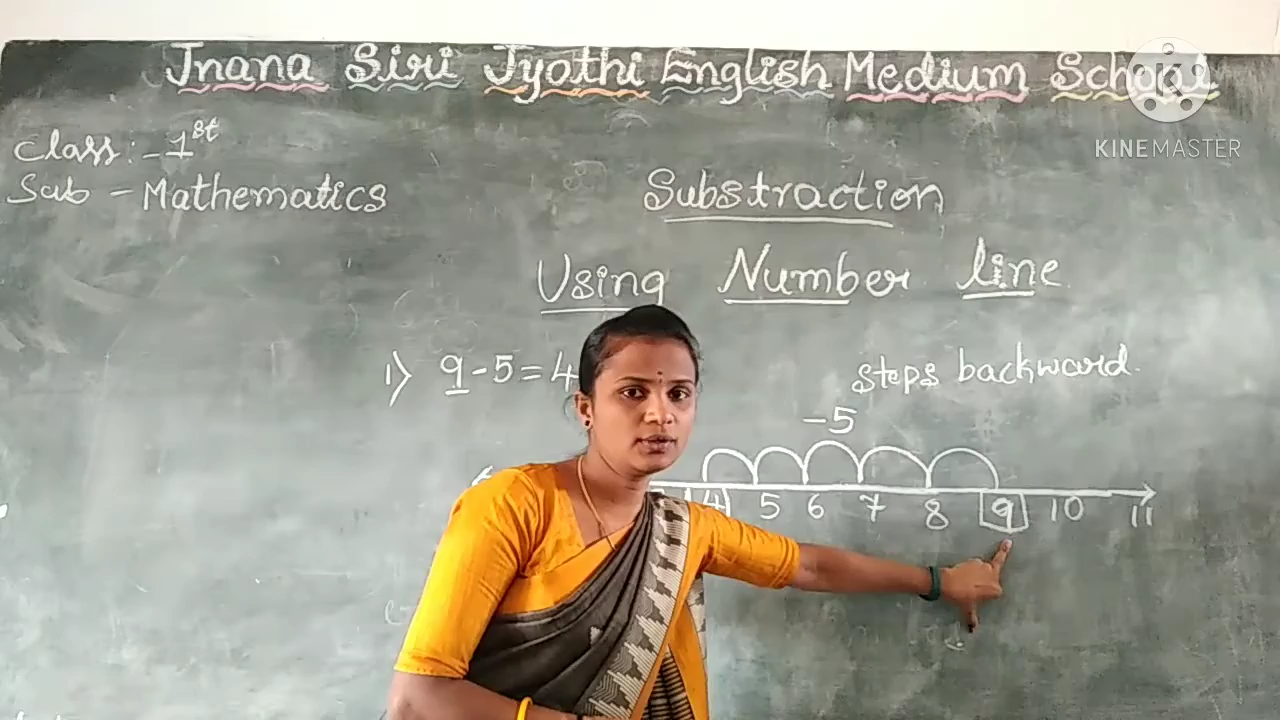 Jnana Siri Jyothi English Medium School
KINEMASTER
Class:-1st
Sub - Mathematics
Substraction
Using Number line
1) 9-5=4
steps backward.
-5
4 5 6 7 8 9 10 11